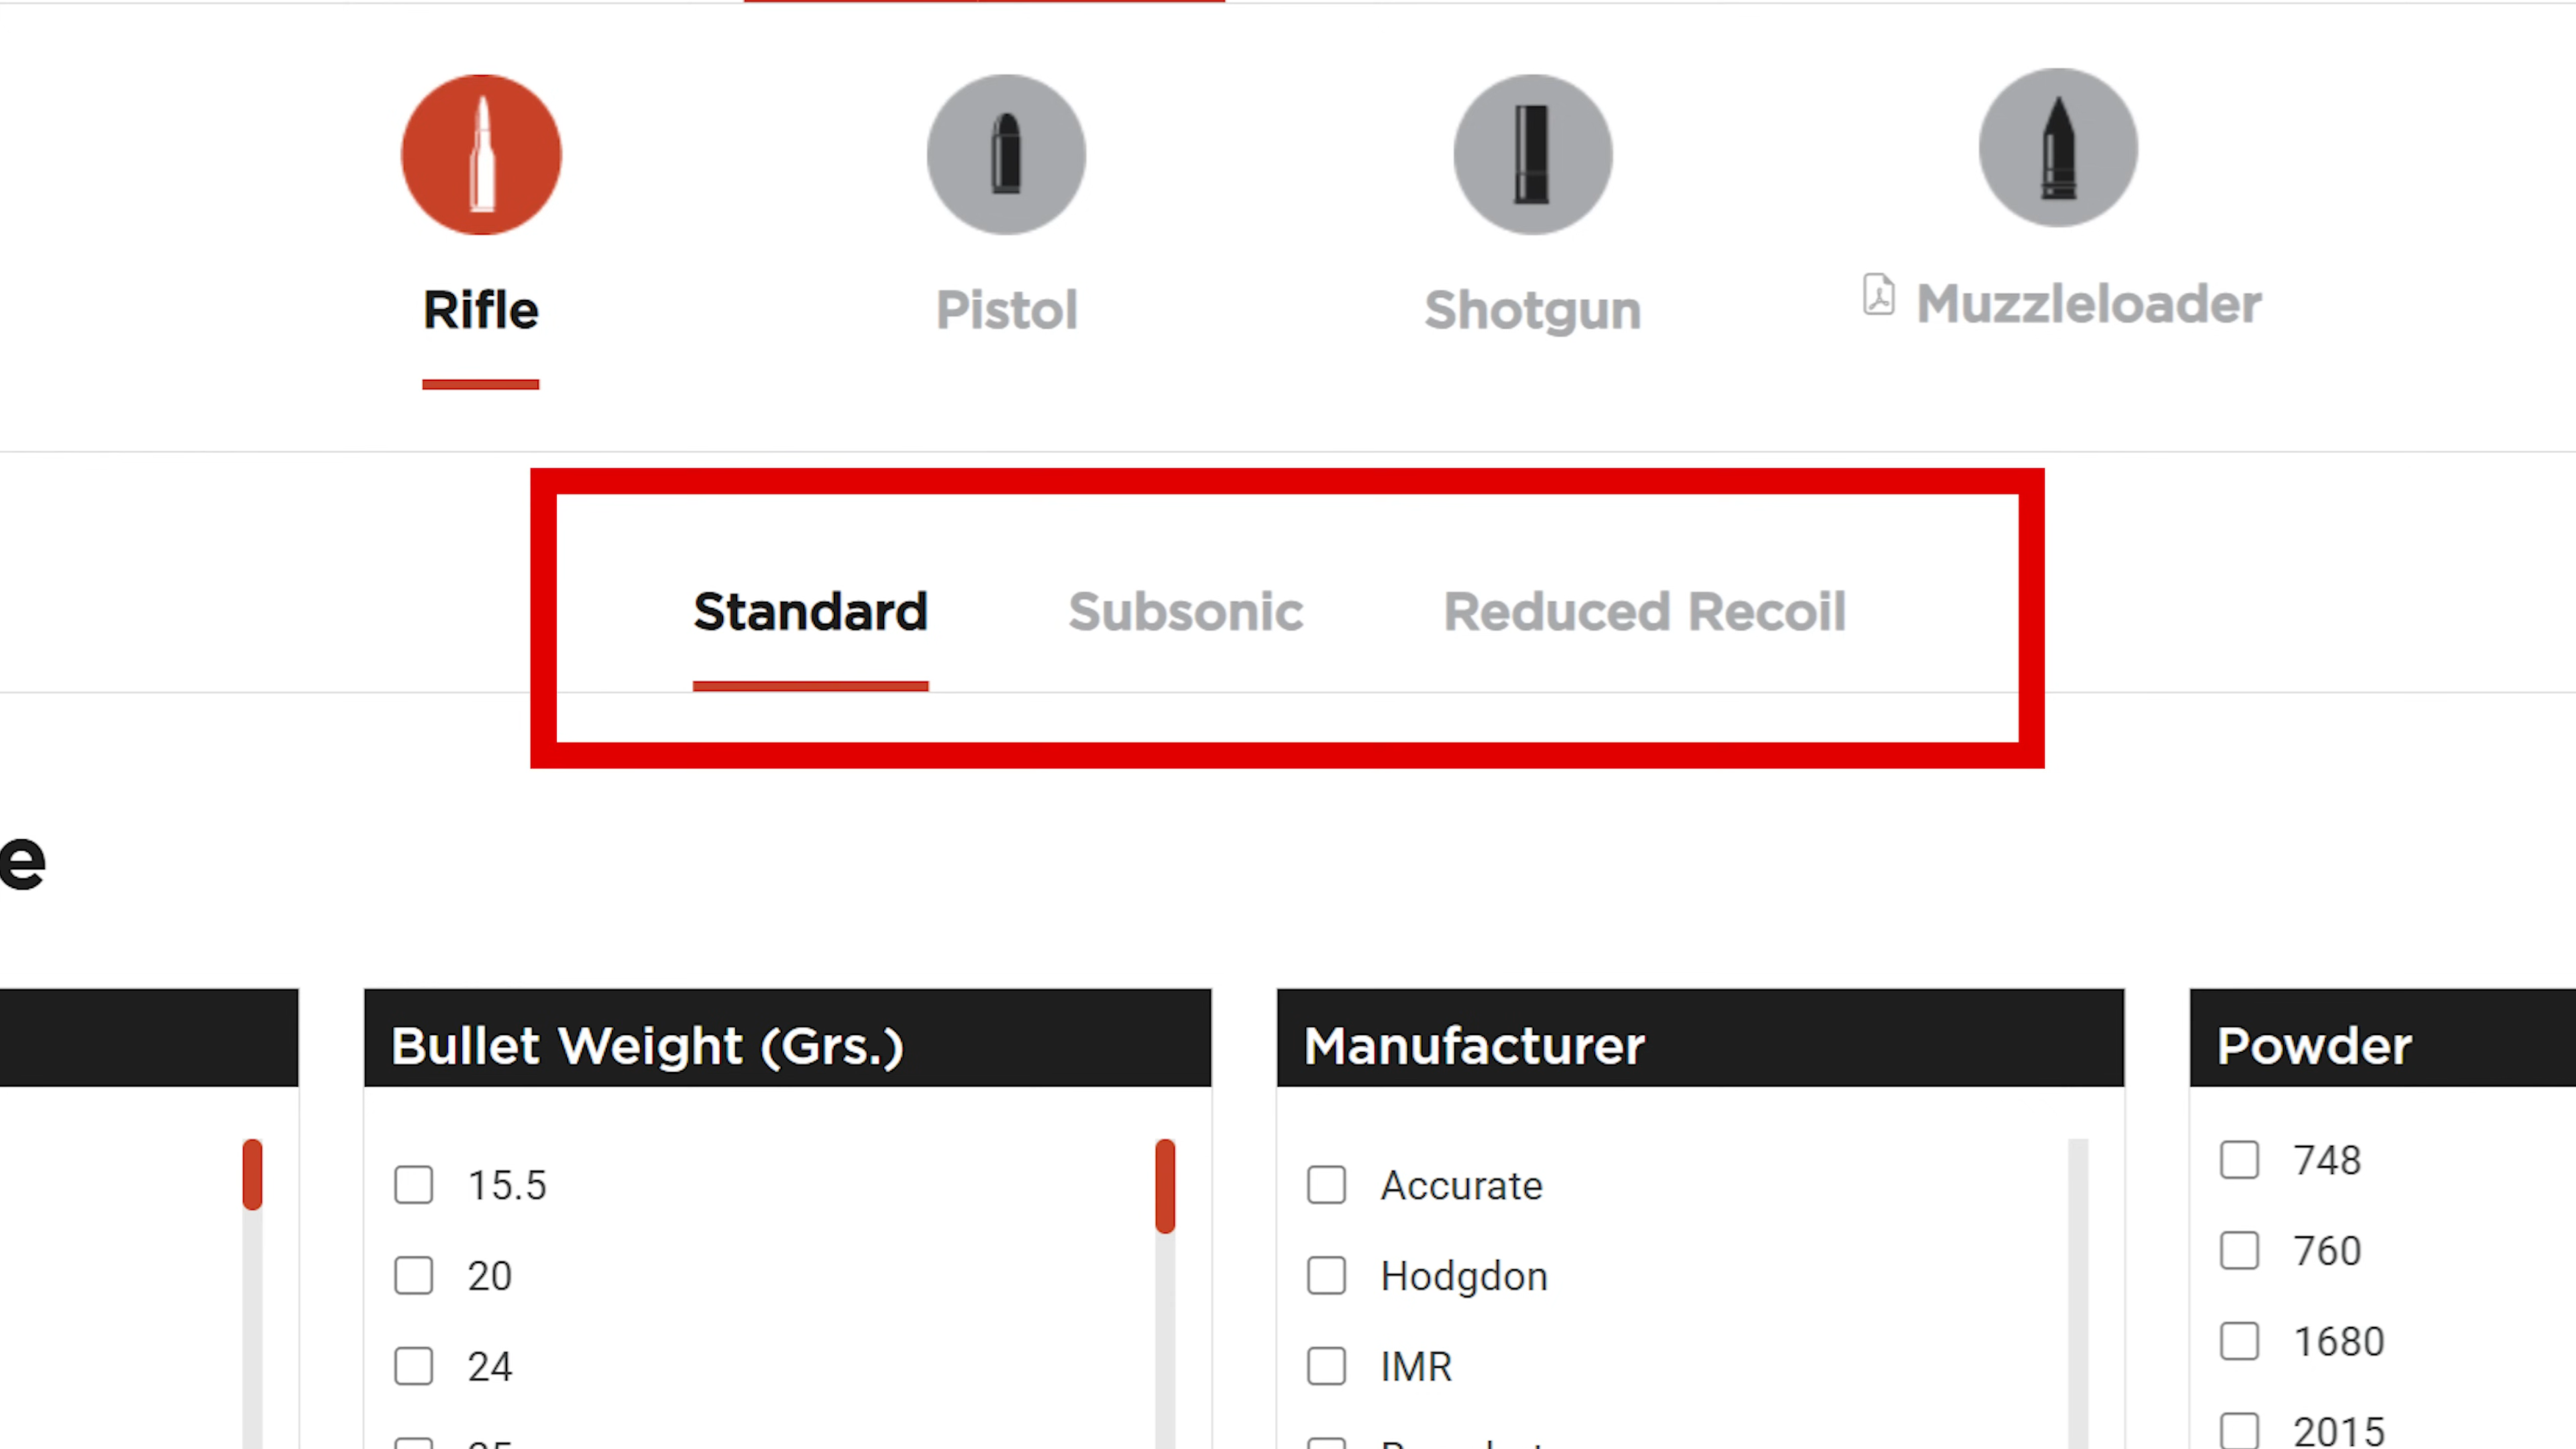 Rifle
Pistol
Shotgun
Muzzleloader
Standard
Subsonic
Reduced Recoil
e
Bullet Weight (Grs.)
15.5
20
24
Manufacturer
Accurate
Hodgdon
IMR
Powder
748
760
1680
2015